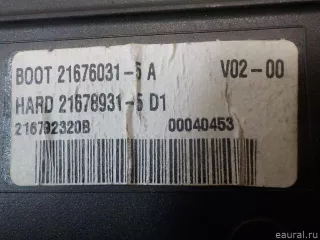 BOOT 21676031-5 A V02-00
HARD 21678931-5 D1
216792320B 00040453
eaural.ru